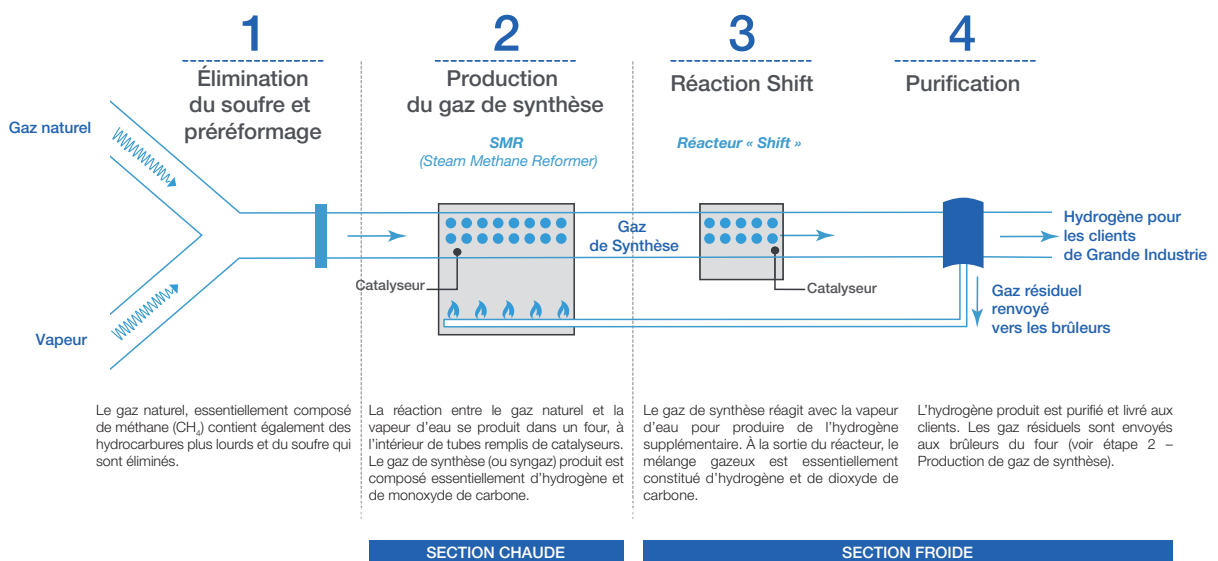 1
Élimination
du soufre et
préréformage
2
Production
du gaz de synthèse
SMR
(Steam Methane Reformer)
3
Réaction Shift
Réacteur « Shift »
4
Purification
Gaz naturel
Vapeur
Catalyseur
Gaz
de Synthèse
Catalyseur
Hydrogène pour
les clients
de Grande Industrie
Gaz résiduel
renvoyé
vers les brûleurs
Le gaz naturel, essentiellement composé
de méthane (CH₄) contient également des
hydrocarbures plus lourds et du soufre qui
sont éliminés.
La réaction entre le gaz naturel et la
vapeur d’eau se produit dans un four, à
l’intérieur de tubes remplis de catalyseurs.
Le gaz de synthèse (ou syngaz) produit est
composé essentiellement d’hydrogène et
de monoxyde de carbone.
Le gaz de synthèse réagit avec la vapeur
d’eau pour produire de l’hydrogène
supplémentaire. À la sortie du réacteur, le
mélange gazeux est essentiellement
constitué d’hydrogène et de dioxyde de
carbone.
L’hydrogène produit est purifié et livré aux
clients. Les gaz résiduels sont envoyés
aux brûleurs du four (voir étape 2 –
Production de gaz de synthèse).
SECTION CHAUDE
SECTION FROIDE